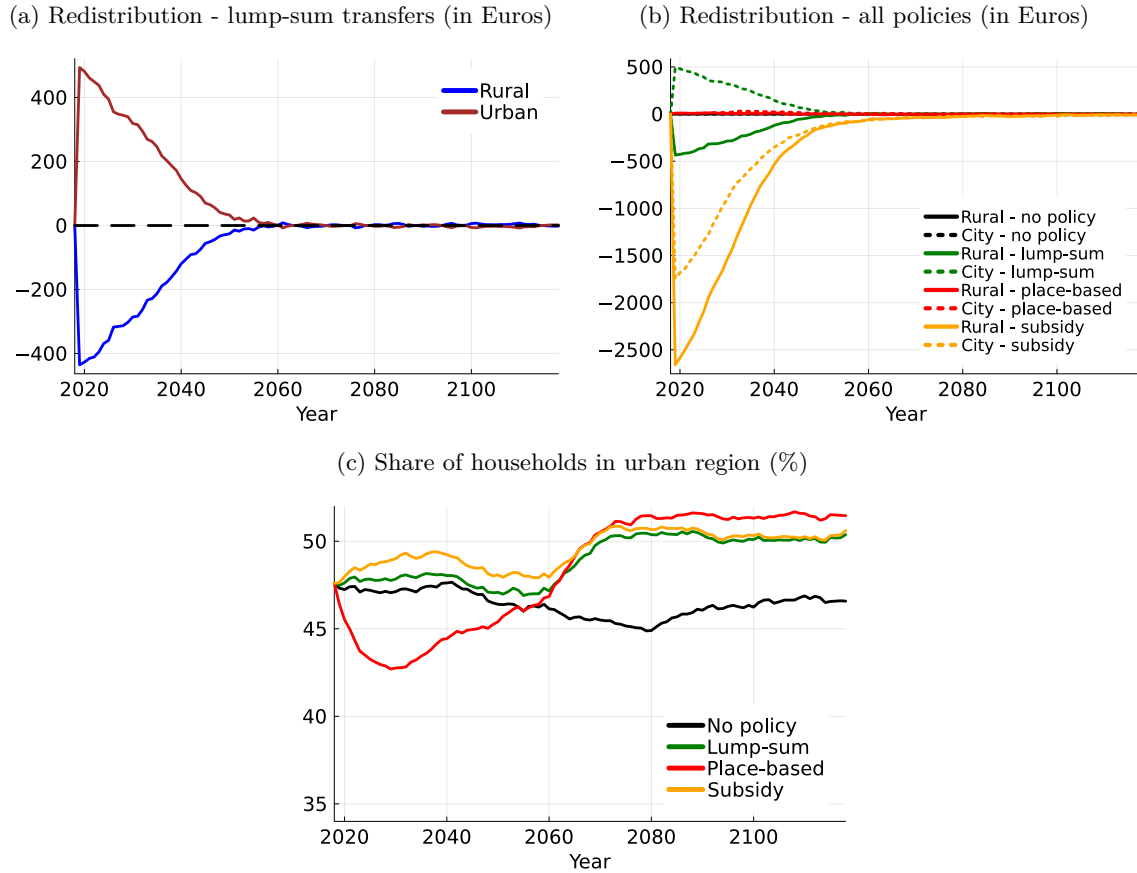 (a) Redistribution - lump-sum transfers (in Euros)
400
200
0
−200
−400
Rural
Urban
2020 2040 2060 2080 2100
Year
(b) Redistribution - all policies (in Euros)
500
0
−500
−1000
−1500
−2000
−2500
Rural - no policy
City - no policy
Rural - lump-sum
City - lump-sum
Rural - place-based
City - place-based
Rural - subsidy
City - subsidy
2020 2040 2060 2080 2100
Year
(c) Share of households in urban region (%)
50
45
40
35
No policy
Lump-sum
Place-based
Subsidy
2020 2040 2060 2080 2100
Year